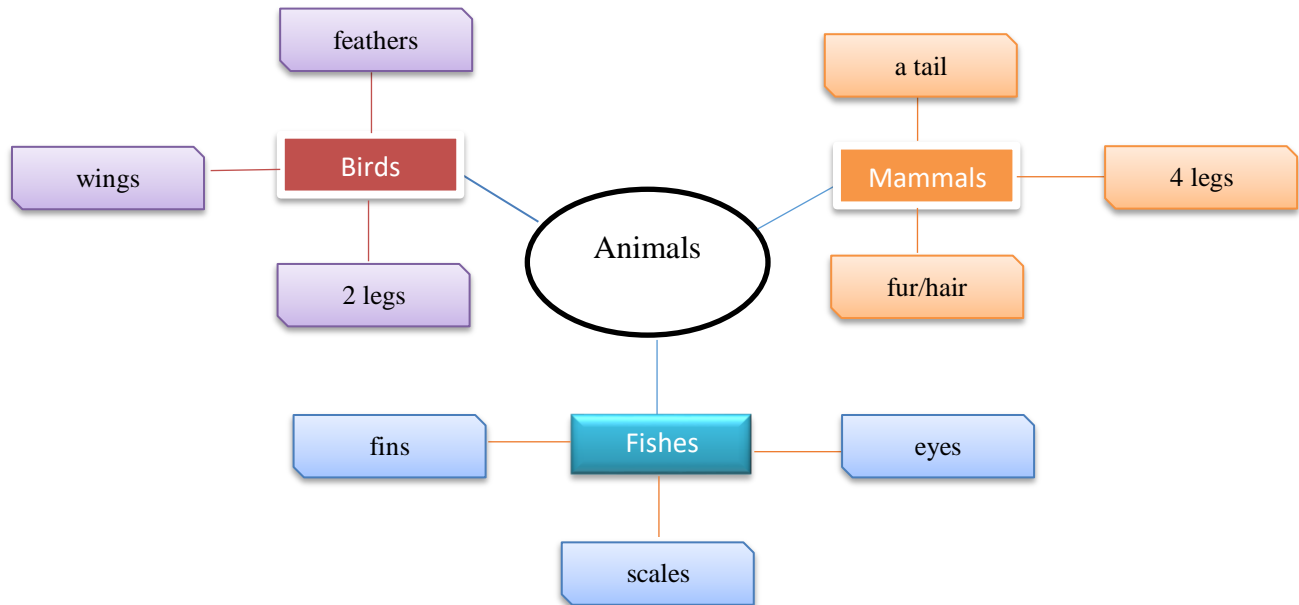 feathers
a tail
wings
Birds
Mammals
4 legs
Animals
2 legs
fur/hair
fins
Fishes
eyes
scales